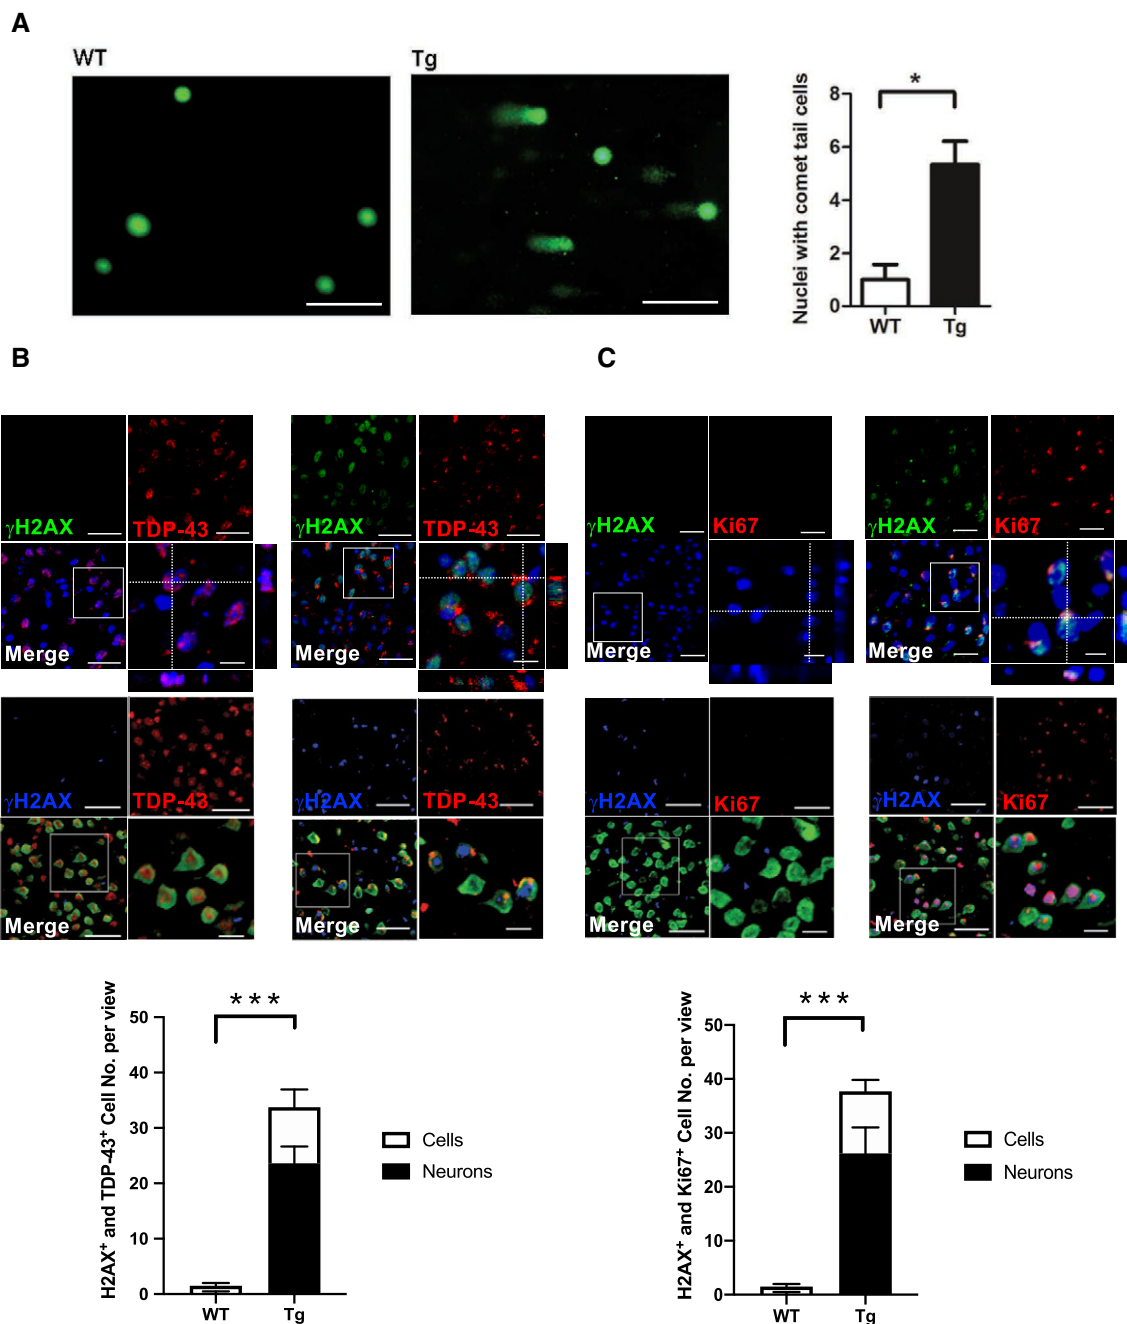 A
WT
Tg
Nuclei with comet tail cells
8
6
4
2
0
*
WT
Tg
B
C
γH2AX
TDP-43
γH2AX
TDP-43
γH2AX
Ki67
γH2AX
Ki67
Merge
Merge
Merge
Merge
γH2AX
TDP-43
γH2AX
TDP-43
γH2AX
Ki67
γH2AX
Ki67
Merge
Merge
Merge
Merge
H2AX⁺ and TDP-43⁺ Cell No. per view
50
40
30
20
10
0
***
WT
Tg
Cells
Neurons
H2AX⁺ and Ki67⁺ Cell No. per view
50
40
30
20
10
0
***
WT
Tg
Cells
Neurons